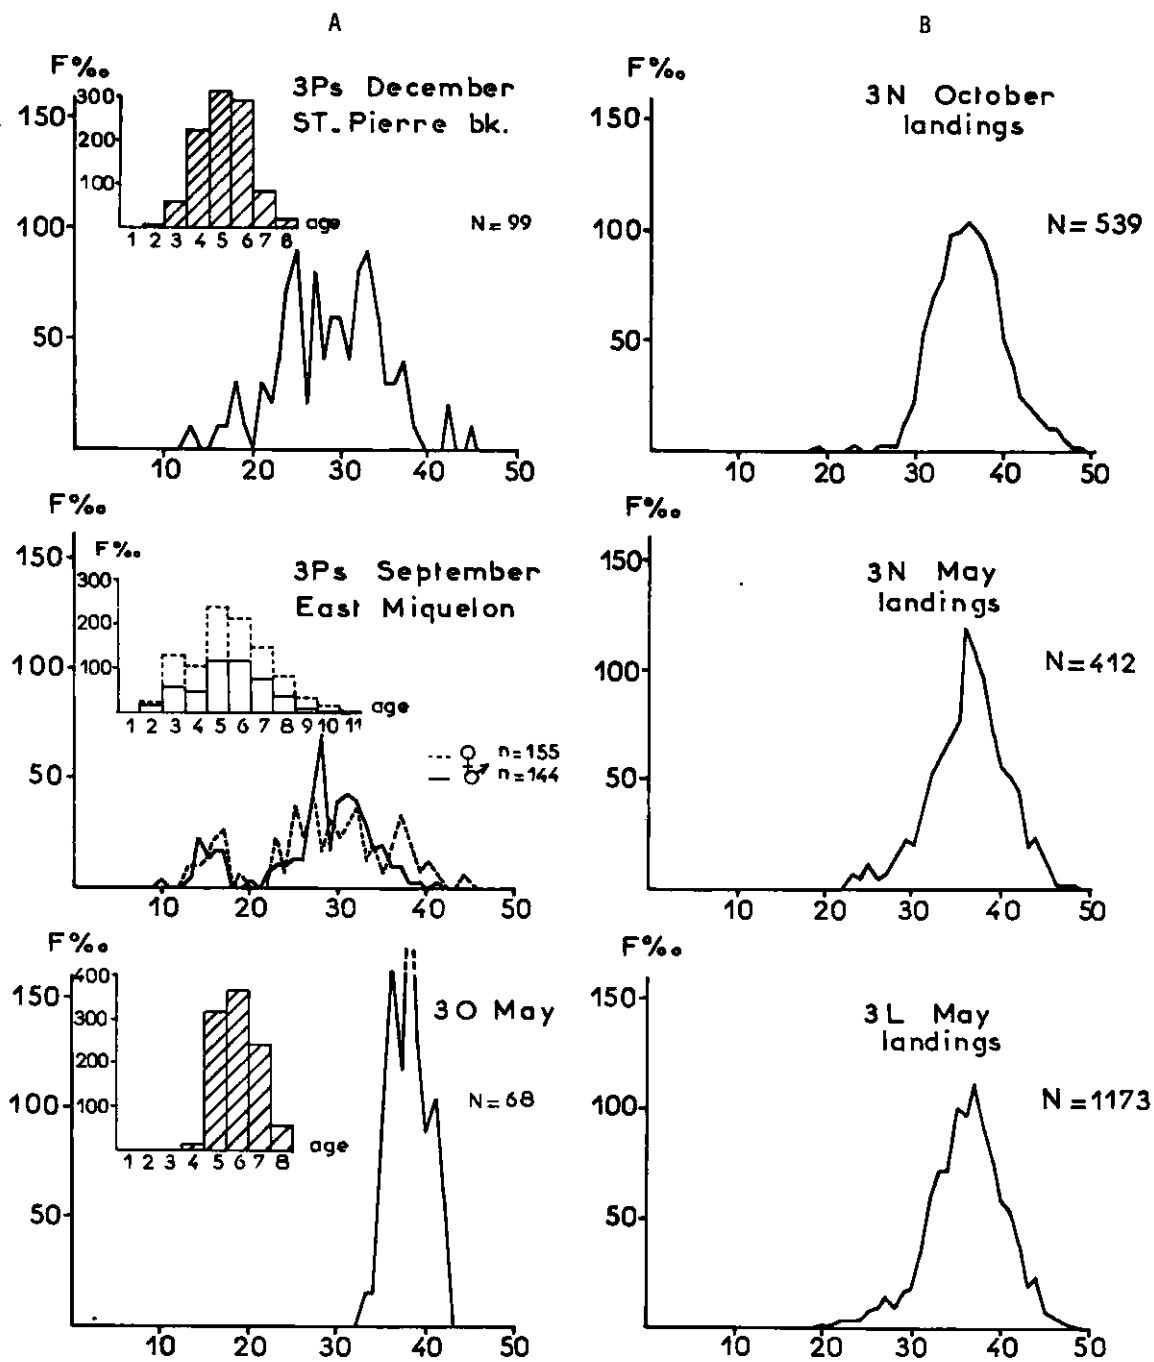 A
B
F‰
3Ps December
ST_Pierre bk.
N=99
150
100
50
10 20 30 40 50
300
200
100
1 2 3 4 5 6 7 8 age
F‰
3N October
landings
N=539
150
100
50
10 20 30 40 50
F‰
3Ps September
East Miquelon
150
100
50
10 20 30 40 50
F‰
300
200
100
1 2 3 4 5 6 7 8 9 10 11 age
--- ♀ n=155
— ♂ n=144
F‰
3N May
landings
N=412
150
100
50
10 20 30 40 50
F‰
3O May
N=68
150
100
50
10 20 30 40 50
400
300
200
100
1 2 3 4 5 6 7 8 age
F‰
3L May
landings
N=1173
150
100
50
10 20 30 40 50